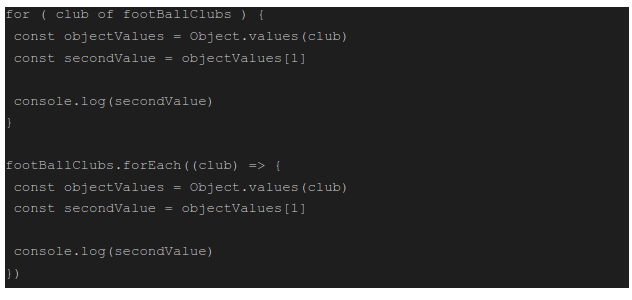 for ( club of footBallClubs ) {
const objectValues = Object.values(club)
const secondValue = objectValues[1]
console.log(secondValue)
}
footBallClubs.forEach((club) => {
const objectValues = Object.values(club)
const secondValue = objectValues[1]
console.log(secondValue)
})